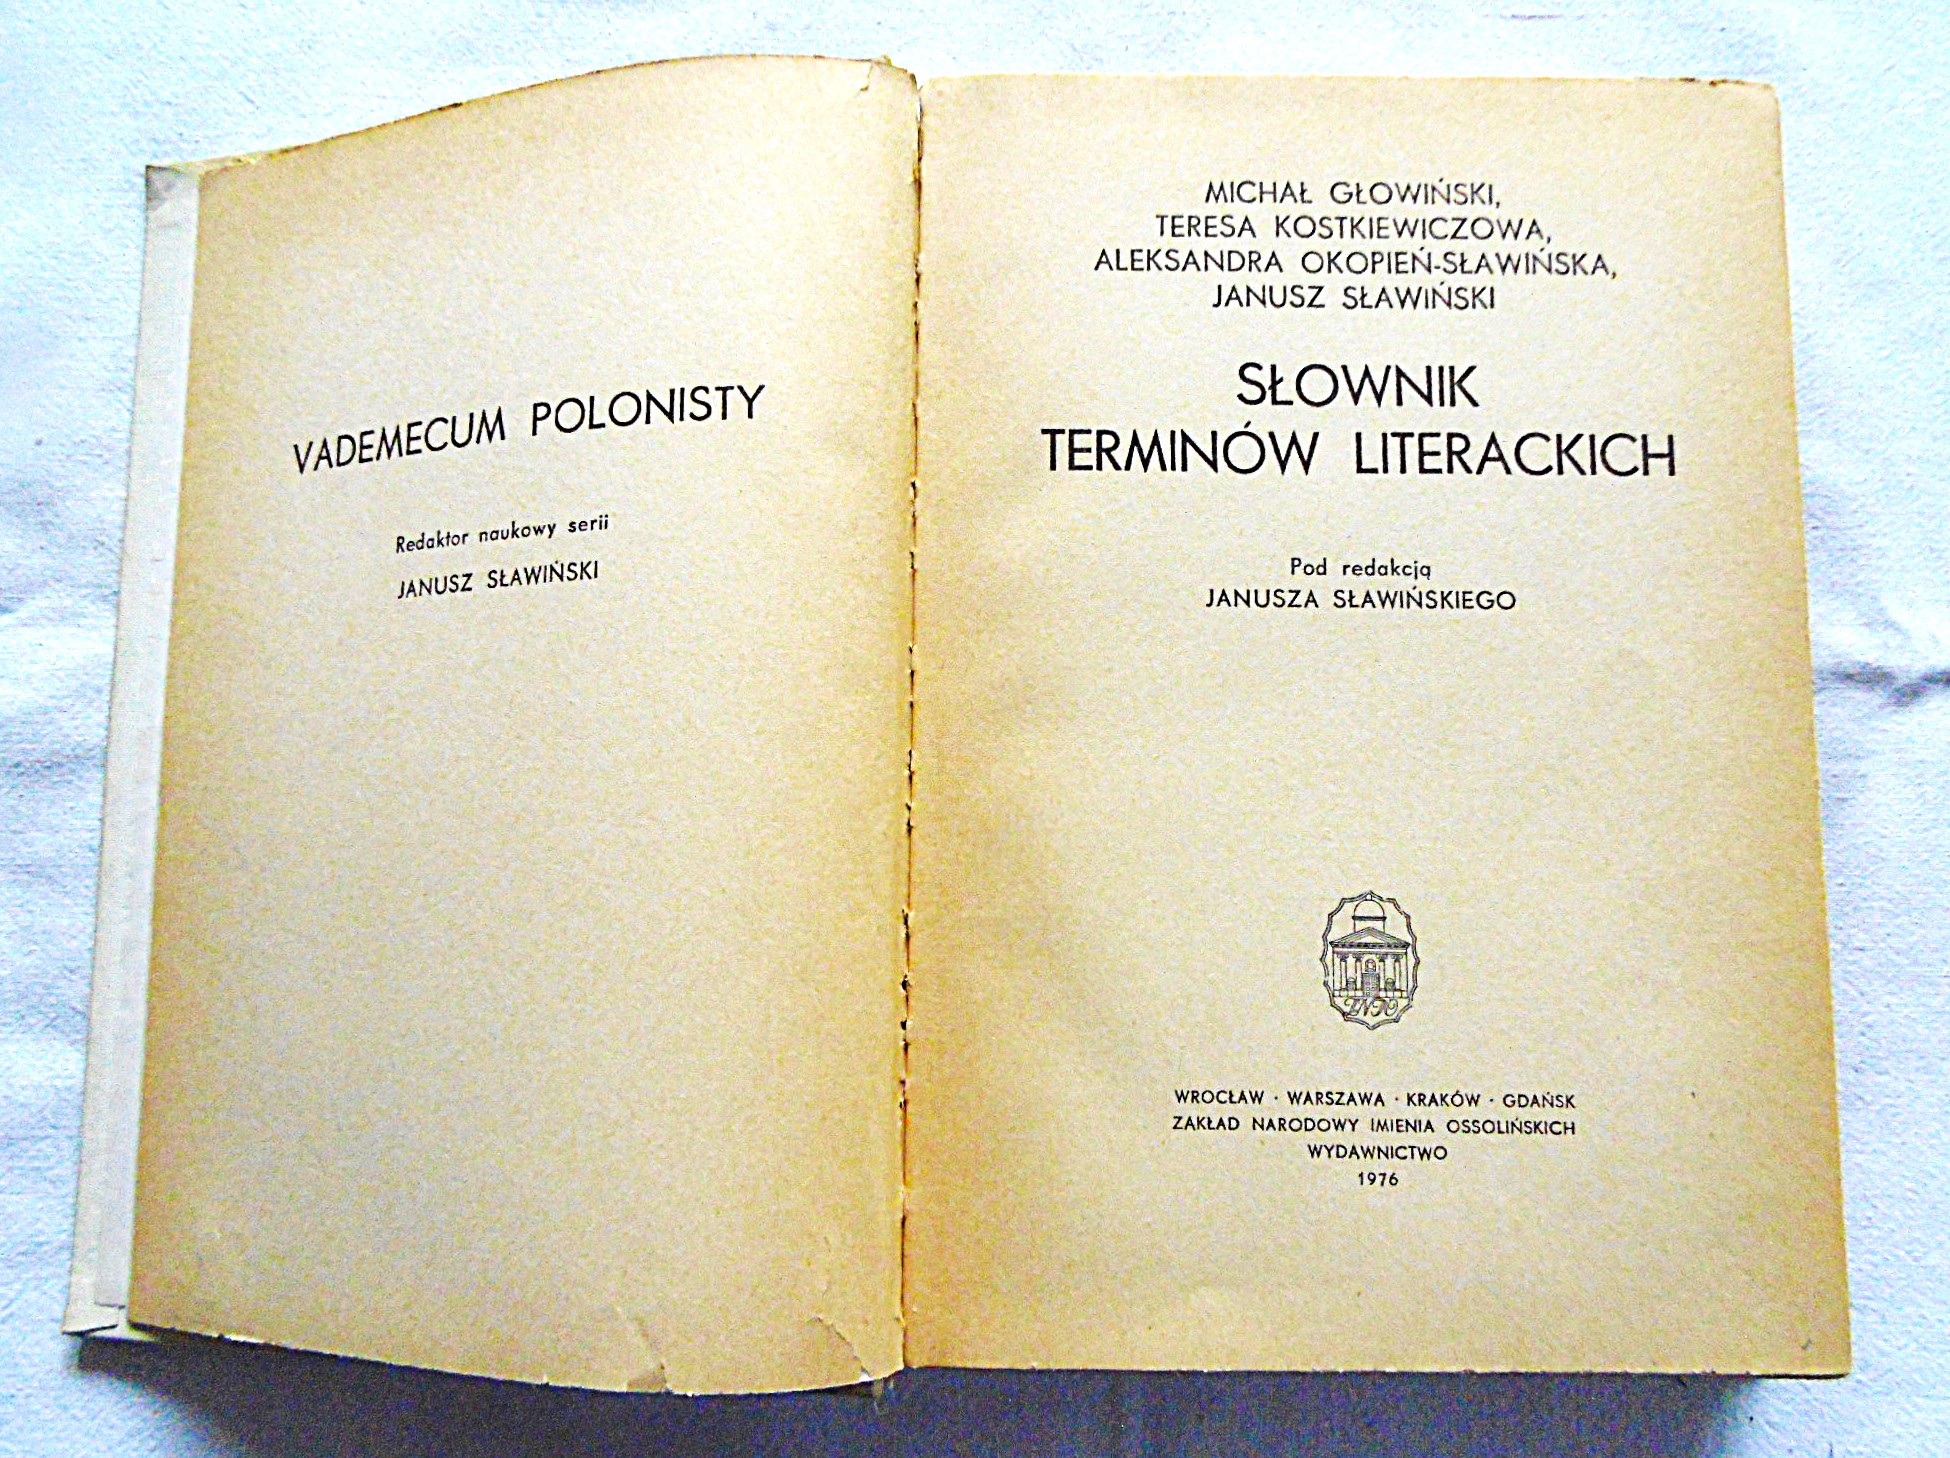 VADEMECUM POLONISTY
Redaktor naukowy serii
JANUSZ SŁAWIŃSKI
MICHAŁ GŁOWIŃSKI,
TERESA KOSTKIEWICZOWA,
ALEKSANDRA OKOPIEŃ-SŁAWIŃSKA,
JANUSZ SŁAWIŃSKI
SŁOWNIK
TERMINÓW LITERACKICH
Pod redakcją
JANUSZA SŁAWIŃSKIEGO
WROCŁAW · WARSZAWA · KRAKÓW · GDAŃSK
ZAKŁAD NARODOWY IMIENIA OSSOLIŃSKICH
WYDAWNICTWO
1976